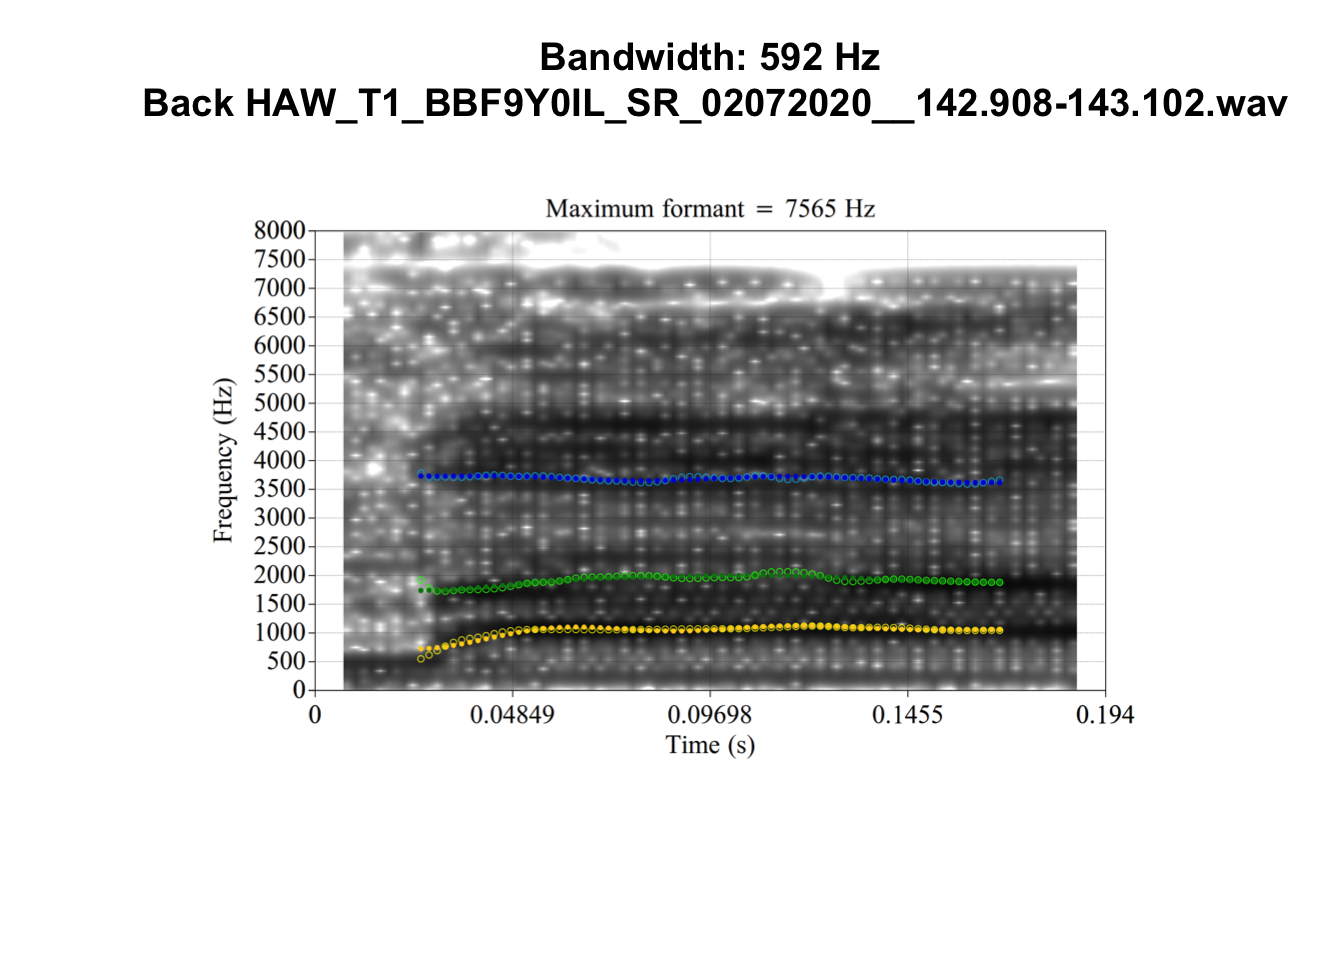 Bandwidth: 592 Hz
Back HAW_T1_BBF9Y0IL_SR_02072020__142.908-143.102.wav
Maximum formant = 7565 Hz
8000
7500
7000
6500
6000
5500
5000
4500
4000
3500
3000
2500
2000
1500
1000
500
0
Frequency (Hz)
0 0.04849 0.09698 0.1455 0.194
Time (s)